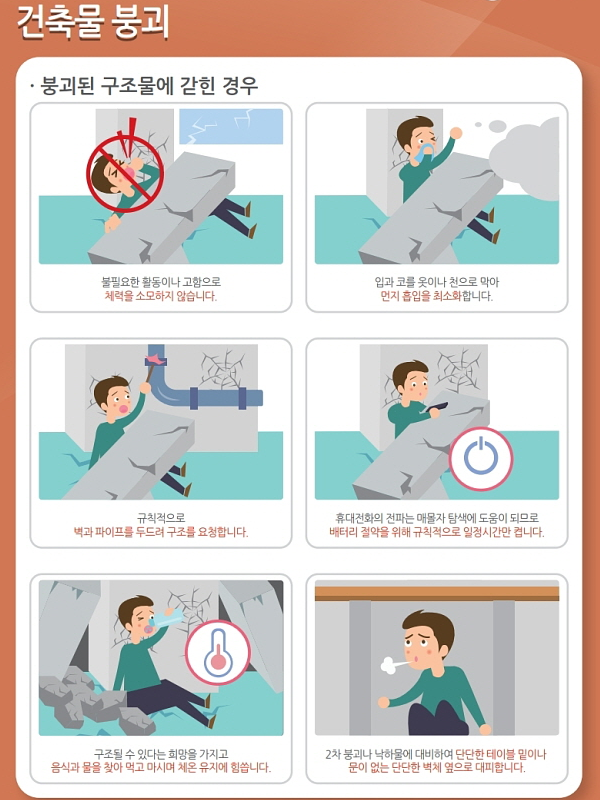 건축물 붕괴
· 붕괴된 구조물에 갇힌 경우
불필요한 활동이나 고함으로
체력을 소모하지 않습니다.
입과 코를 옷이나 천으로 막아
먼지 흡입을 최소화합니다.
규칙적으로
벽과 파이프를 두드려 구조를 요청합니다.
휴대전화의 전파는 매몰자 탐색에 도움이 되므로
배터리 절약을 위해 규칙적으로 일정시간만 켭니다.
구조될 수 있다는 희망을 가지고
음식과 물을 찾아 먹고 마시며 체온 유지에 힘씁니다.
2차 붕괴나 낙하물에 대비하여 단단한 테이블 밑이나
문이 없는 단단한 벽체 옆으로 대피합니다.